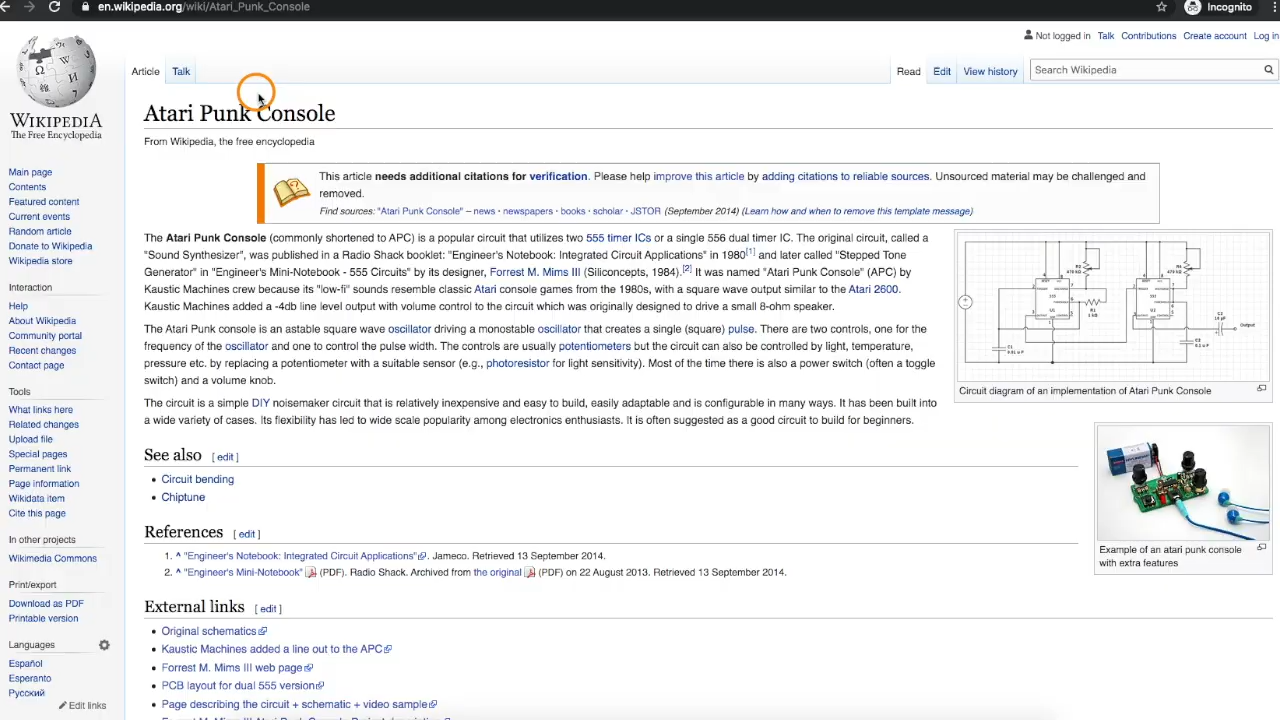 en.wikipedia.org/wiki/Atari_Punk_Console
Incognito
Not logged in Talk Contributions Create account Log in
Article Talk
Read Edit View history
Search Wikipedia
WIKIPEDIA
The Free Encyclopedia
Atari Punk Console
From Wikipedia, the free encyclopedia
This article needs additional citations for verification. Please help improve this article by adding citations to reliable sources. Unsourced material may be challenged and
removed.
Find sources: "Atari Punk Console" – news · newspapers · books · scholar · JSTOR (September 2014) (Learn how and when to remove this template message)
The Atari Punk Console (commonly shortened to APC) is a popular circuit that utilizes two 555 timer ICs or a single 556 dual timer IC. The original circuit, called a
"Sound Synthesizer", was published in a Radio Shack booklet: "Engineer's Notebook: Integrated Circuit Applications" in 1980[1] and later called "Stepped Tone
Generator" in "Engineer's Mini-Notebook - 555 Circuits" by its designer, Forrest M. Mims III (Siliconcepts, 1984).[2] It was named "Atari Punk Console" (APC) by
Kaustic Machines crew because its "low-fi" sounds resemble classic Atari console games from the 1980s, with a square wave output similar to the Atari 2600.
Kaustic Machines added a -4db line level output with volume control to the circuit which was originally designed to drive a small 8-ohm speaker.
The Atari Punk console is an astable square wave oscillator driving a monostable oscillator that creates a single (square) pulse. There are two controls, one for the
frequency of the oscillator and one to control the pulse width. The controls are usually potentiometers but the circuit can also be controlled by light, temperature,
pressure etc. by replacing a potentiometer with a suitable sensor (e.g., photoresistor for light sensitivity). Most of the time there is also a power switch (often a toggle
switch) and a volume knob.
The circuit is a simple DIY noisemaker circuit that is relatively inexpensive and easy to build, easily adaptable and is configurable in many ways. It has been built into
a wide variety of cases. Its flexibility has led to wide scale popularity among electronics enthusiasts. It is often suggested as a good circuit to build for beginners.
Output
Circuit diagram of an implementation of Atari Punk Console
Example of an atari punk console
with extra features
See also [ edit ]
Circuit bending
Chiptune
References [ edit ]
1. ^ "Engineer's Notebook: Integrated Circuit Applications". Jameco. Retrieved 13 September 2014.
2. ^ "Engineer's Mini-Notebook" (PDF). Radio Shack. Archived from the original (PDF) on 22 August 2013. Retrieved 13 September 2014.
External links [ edit ]
Original schematics
Kaustic Machines added a line out to the APC
Forrest M. Mims III web page
PCB layout for dual 555 version
Page describing the circuit + schematic + video sample
Main page
Contents
Featured content
Current events
Random article
Donate to Wikipedia
Wikipedia store
Interaction
Help
About Wikipedia
Community portal
Recent changes
Contact page
Tools
What links here
Related changes
Upload file
Special pages
Permanent link
Page information
Wikidata item
Cite this page
In other projects
Wikimedia Commons
Print/export
Download as PDF
Printable version
Languages
Español
Esperanto
Русский
Edit links